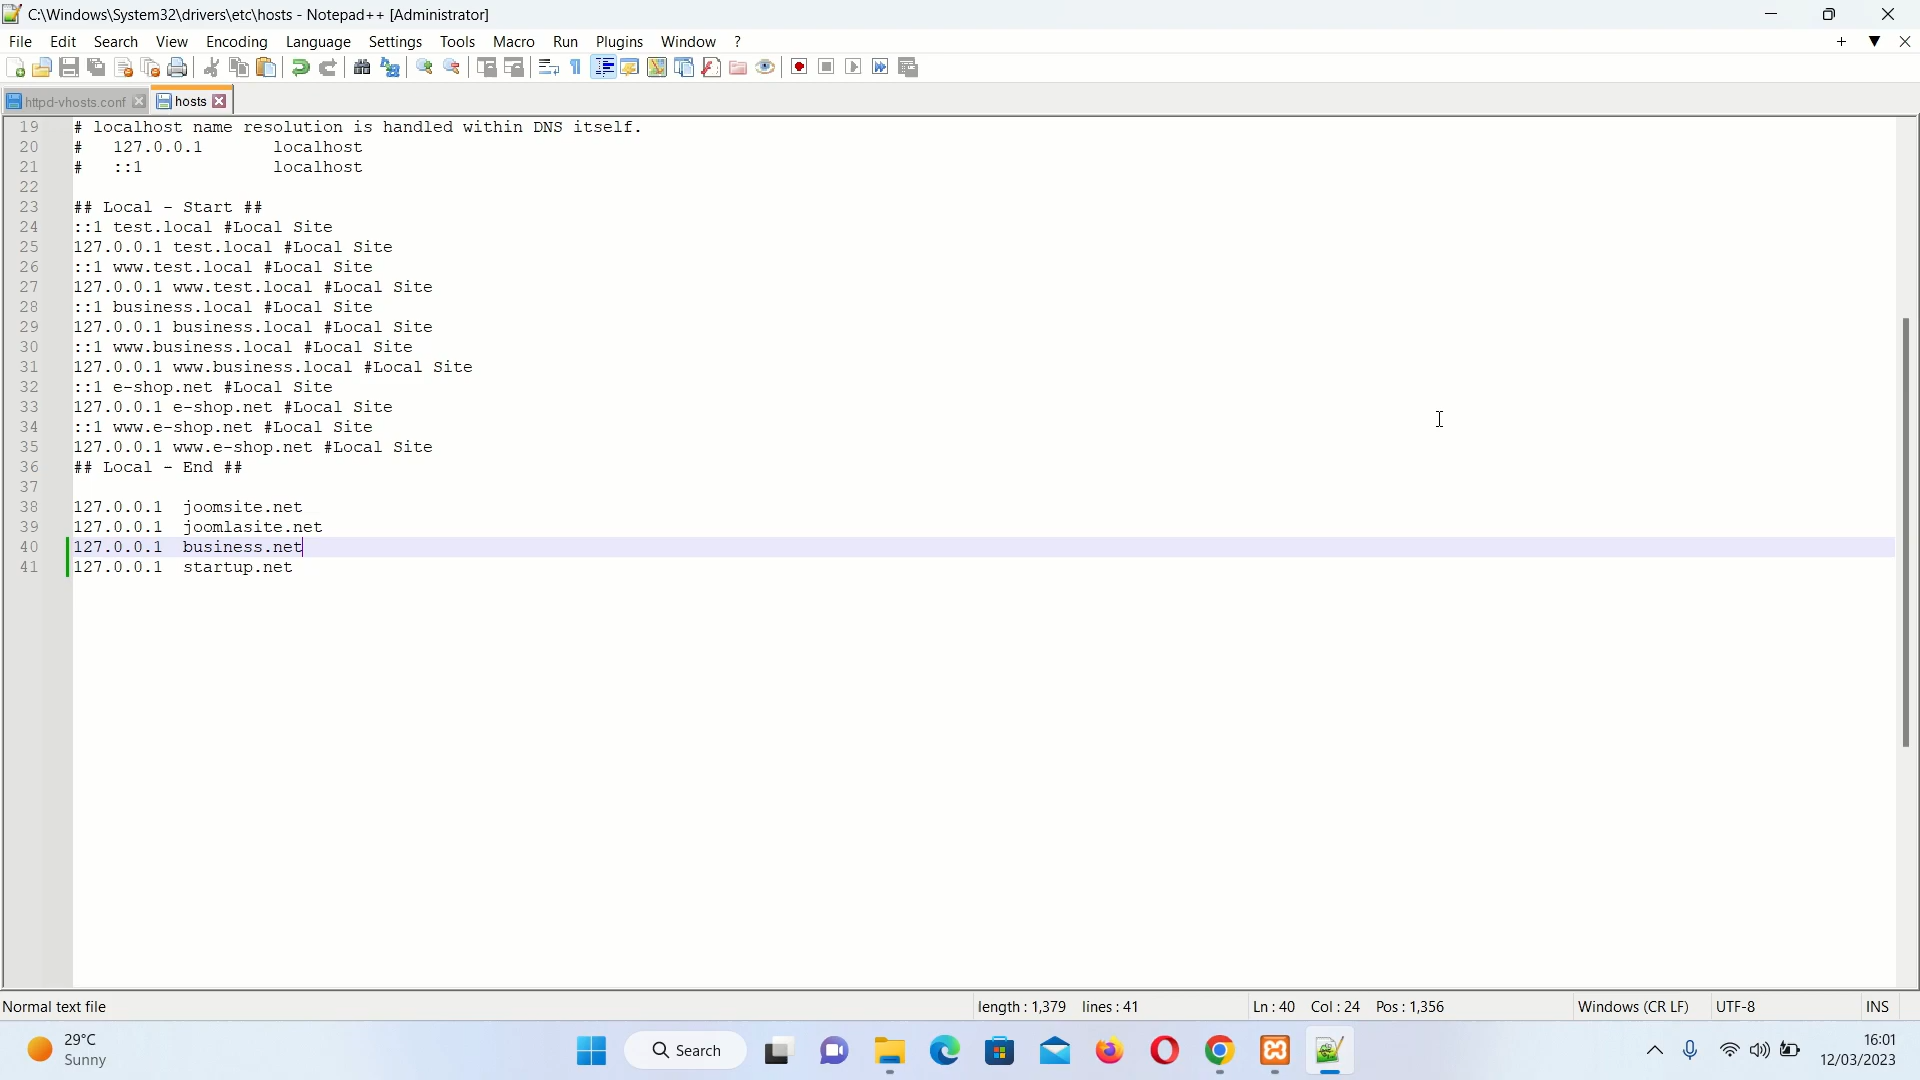 C:\Windows\System32\drivers\etc\hosts - Notepad++ [Administrator]
File Edit Search View Encoding Language Settings Tools Macro Run Plugins Window ?
httpd-vhosts.conf hosts
19 # localhost name resolution is handled within DNS itself.
20 # 127.0.0.1 localhost
21 # ::1 localhost
22
23 ## Local - Start ##
24 ::1 test.local #Local Site
25 127.0.0.1 test.local #Local Site
26 ::1 www.test.local #Local Site
27 127.0.0.1 www.test.local #Local Site
28 ::1 business.local #Local Site
29 127.0.0.1 business.local #Local Site
30 ::1 www.business.local #Local Site
31 127.0.0.1 www.business.local #Local Site
32 ::1 e-shop.net #Local Site
33 127.0.0.1 e-shop.net #Local Site
34 ::1 www.e-shop.net #Local Site
35 127.0.0.1 www.e-shop.net #Local Site
36 ## Local - End ##
37
38 127.0.0.1 joomsite.net
39 127.0.0.1 joomlasite.net
40 127.0.0.1 business.net
41 127.0.0.1 startup.net
Normal text file length : 1,379 lines : 41 Ln : 40 Col : 24 Pos : 1,356 Windows (CR LF) UTF-8 INS
29°C
Sunny
Search
16:01
12/03/2023